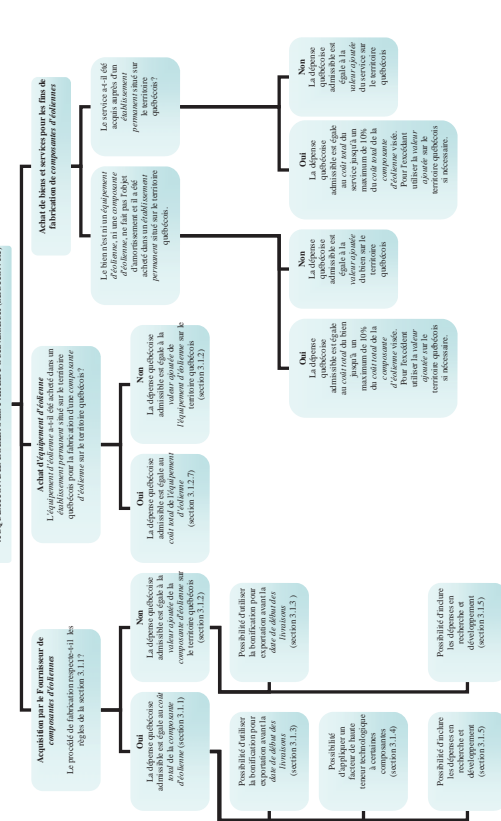 Acquisition par le Fournisseur de
composantes d'éoliennes
Le procédé de fabrication respecte-t-il les
règles de la section 3.1.1?
Oui
La dépense québécoise
admissible est égale au coût
total de la composante
d'éolienne (section 3.1.1)
Non
La dépense québécoise
admissible est égale à la
valeur ajoutée de la
composante d'éolienne sur
le territoire québécois
(section 3.1.2)
Possibilité d'utiliser
la bonification pour
exportation avant la
date de début des
livraisons
(section 3.1.3)
Possibilité
d'appliquer un
facteur de haute
teneur technologique
à certaines
composantes
(section 3.1.4)
Possibilité d'inclure
les dépenses en
recherche et
développement
(section 3.1.5)
Possibilité d'utiliser
la bonification pour
exportation avant la
date de début des
livraisons
(section 3.1.3)
Possibilité d'inclure
les dépenses en
recherche et
développement
(section 3.1.5)
Achat d'équipement d'éolienne
L'équipement d'éolienne a-t-il été acheté dans un
établissement permanent situé sur le territoire
québécois pour la fabrication d'une composante
d'éolienne sur le territoire québécois?
Oui
La dépense québécoise
admissible est égale au
coût total de l'équipement
d'éolienne
(section 3.1.2.7)
Non
La dépense québécoise
admissible est égale à la
valeur ajoutée de
l'équipement d'éolienne sur le
territoire québécois
(section 3.1.2)
Achat de biens et services pour les fins de
fabrication de composantes d'éoliennes
Le bien n'est ni un équipement
d'éolienne, ni une composante
d'éolienne, ne fait pas l'objet
d'amortissement et il a été
acheté dans un établissement
permanent situé sur le territoire
québécois.
Oui
La dépense
québécoise
admissible est égale
au coût total du bien
jusqu'à un
maximum de 10%
du coût total de la
composante
d'éolienne visée.
Pour l'excédent
utiliser la valeur
ajoutée sur le
territoire québécois
si nécessaire.
Non
La dépense
québécoise
admissible est
égale à la
valeur ajoutée
du bien sur le
territoire
québécois
Le service a-t-il été
acquis auprès d'un
établissement
permanent situé sur
le territoire
québécois?
Oui
La dépense
québécoise
admissible est égale
au coût total du
service jusqu'à un
maximum de 10%
du coût total de la
composante
d'éolienne visée.
Pour l'excédant
utiliser la valeur
ajoutée sur le
territoire québécois
si nécessaire.
Non
La dépense
québécoise
admissible est
égale à la
valeur ajoutée
du service sur
le territoire
québécois